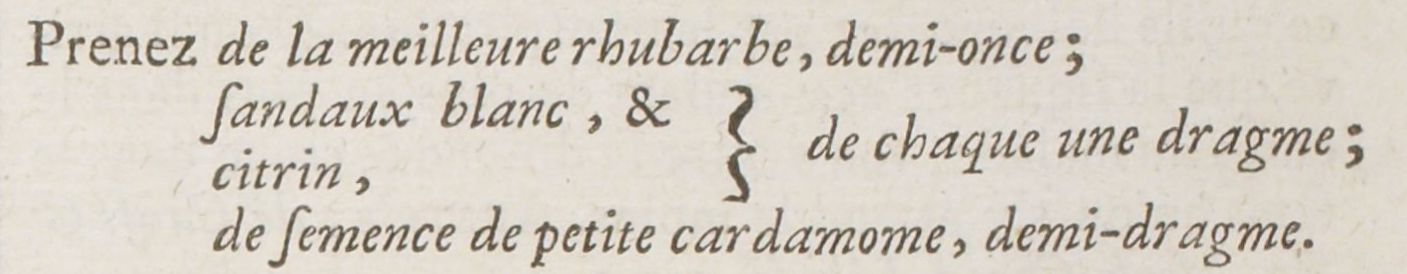 Prenez de la meilleure rhubarbe, demi-once;
ſandaux blanc, &
citrin,
} de chaque une dragme;
de ſemence de petite cardamome, demi-dragme.